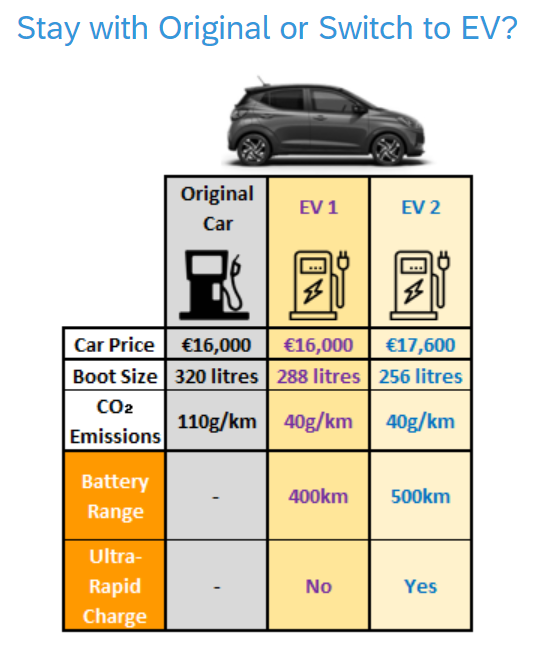 Stay with Original or Switch to EV?
Original Car EV 1 EV 2
Car Price €16,000 €16,000 €17,600
Boot Size 320 litres 288 litres 256 litres
CO₂ Emissions 110g/km 40g/km 40g/km
Battery Range - 400km 500km
Ultra-Rapid Charge - No Yes